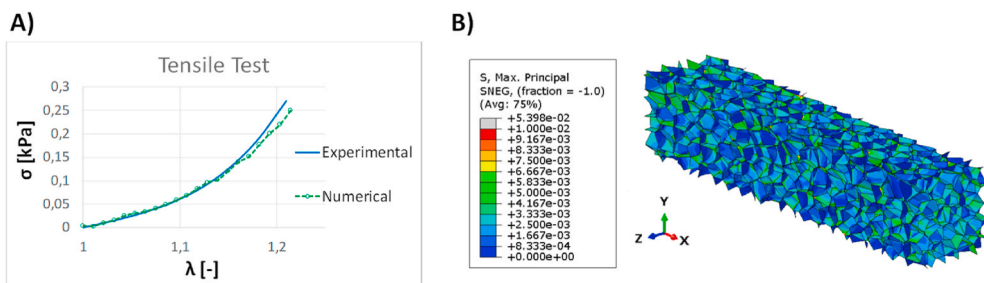 A)
Tensile Test
0,3
0,25
0,2
0,15
0,1
0,05
0
σ [kPa]
1
1,1
1,2
λ [-]
Experimental
Numerical
B)
S, Max. Principal
SNEG, (fraction = -1.0)
(Avg: 75%)
+5.398e-02
+1.000e-02
+9.167e-03
+8.333e-03
+7.500e-03
+6.667e-03
+5.833e-03
+5.000e-03
+4.167e-03
+3.333e-03
+2.500e-03
+1.667e-03
+8.333e-04
+0.000e+00
Y
Z
X